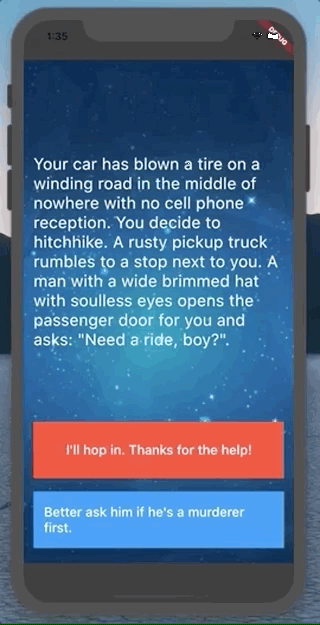 1:35
DEBUG
Your car has blown a tire on a
winding road in the middle of
nowhere with no cell phone
reception. You decide to
hitchhike. A rusty pickup truck
rumbles to a stop next to you. A
man with a wide brimmed hat
with soulless eyes opens the
passenger door for you and
asks: "Need a ride, boy?".
I'll hop in. Thanks for the help!
Better ask him if he's a murderer
first.